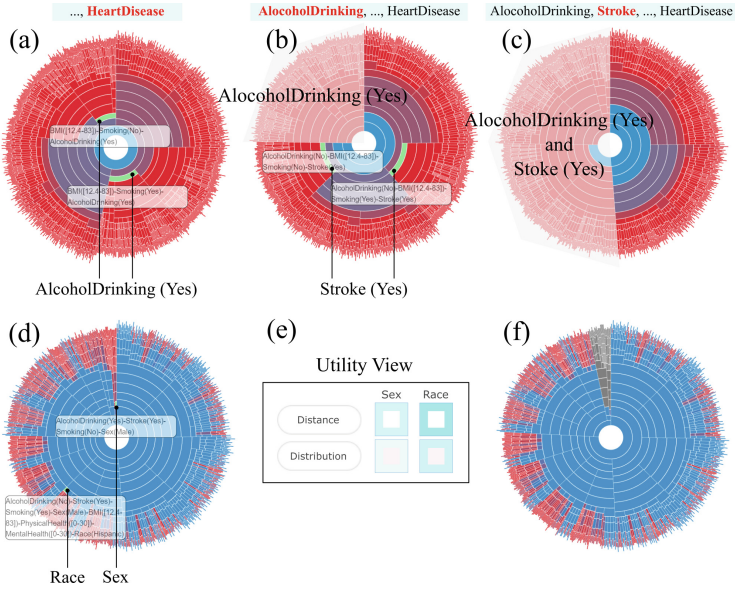 ..., HeartDisease
AlocoholDrinking, ..., HeartDisease
AlocoholDrinking, Stroke, ..., HeartDisease
(a)
(b)
(c)
AlocoholDrinking (Yes)
AlocoholDrinking (Yes)
and
Stoke (Yes)
BMI([12.4-83])-Smoking(No)-
AlcoholDrinking(Yes)
BMI([12.4-83])-Smoking(Yes)-
AlcoholDrinking(Yes)
AlcoholDrinking(No)-BMI([12.4-83])-
Smoking(No)-Stroke(Yes)
AlcoholDrinking(No)-BMI([12.4-83])-
Smoking(Yes)-Stroke(Yes)
AlcoholDrinking (Yes)
Stroke (Yes)
(d)
(e)
(f)
Utility View
Sex
Race
Distance
Distribution
AlcoholDrinking(Yes)-Stroke(Yes)-
Smoking(No)-Sex(Male)
AlcoholDrinking(No)-Stroke(Yes)-
Smoking(Yes)-Sex(Male)-BMI([12.4-
83])-PhysicalHealth([0-30])-
MentalHealth([0-30])-Race(Hispanic)
Race
Sex